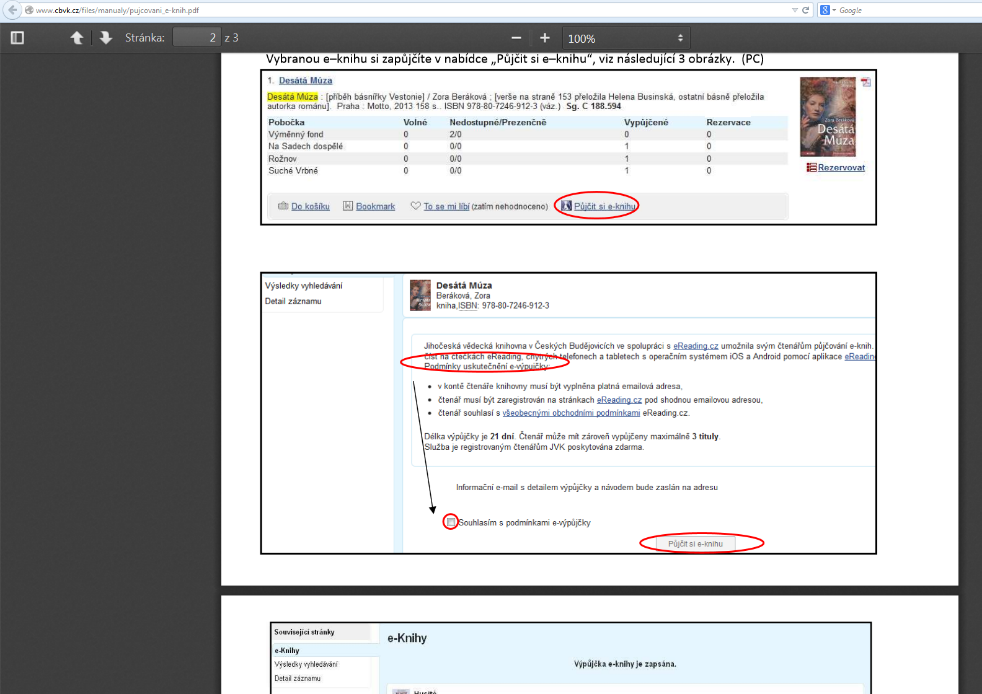 www.cbvk.cz/files/manualy/pujcovani_e-knih.pdf
Google
Stránka: 2 z 3
100%
Vybranou e–knihu si zapůjčíte v nabídce „Půjčit si e–knihu“, viz následující 3 obrázky. (PC)
1. Desátá Múza
Desátá Múza : [příběh básnířky Vestonie] / Zora Beráková ; [verše na straně 153 přeložila Helena Businská, ostatní básně přeložila
autorka románu]. Praha : Motto, 2013 158 s.. ISBN 978-80-7246-912-3 (váz.) Sg. C 188.594
Pobočka Volné Nedostupné/Prezenčně Vypůjčené Rezervace
Výměnný fond 0 2/0 0 0
Na Sadech dospělé 0 0/0 1 0
Rožnov 0 0/0 1 0
Suché Vrbné 0 0/0 1 0
Zora Beráková
Desátá
Múza
Rezervovat
Do košíku Bookmark To se mi líbí (zatím nehodnoceno) Půjčit si e-knihu
Výsledky vyhledávání
Detail záznamu
Desátá Múza
Beráková, Zora
kniha,ISBN: 978-80-7246-912-3
Jihočeská vědecká knihovna v Českých Budějovicích ve spolupráci s eReading.cz umožnila svým čtenářům půjčování e-knih.
číst na čtečkách eReading, chytrých telefonech a tabletech s operačním systémem iOS a Android pomocí aplikace eReadin
Podmínky uskutečnění e-výpůjčky:
• v kontě čtenáře knihovny musí být vyplněna platná emailová adresa,
• čtenář musí být zaregistrován na stránkách eReading.cz pod shodnou emailovou adresou,
• čtenář souhlasí s všeobecnými obchodními podmínkami eReading.cz.
Délka výpůjčky je 21 dní. Čtenář může mít zároveň vypůjčeny maximálně 3 tituly.
Služba je registrovaným čtenářům JVK poskytována zdarma.
Informační e-mail s detailem výpůjčky a návodem bude zaslán na adresu
Souhlasím s podmínkami e-výpůjčky
Půjčit si e-knihu
Související stránky
e-Knihy
Výsledky vyhledávání
Detail záznamu
e-Knihy
Výpůjčka e-knihy je zapsána.